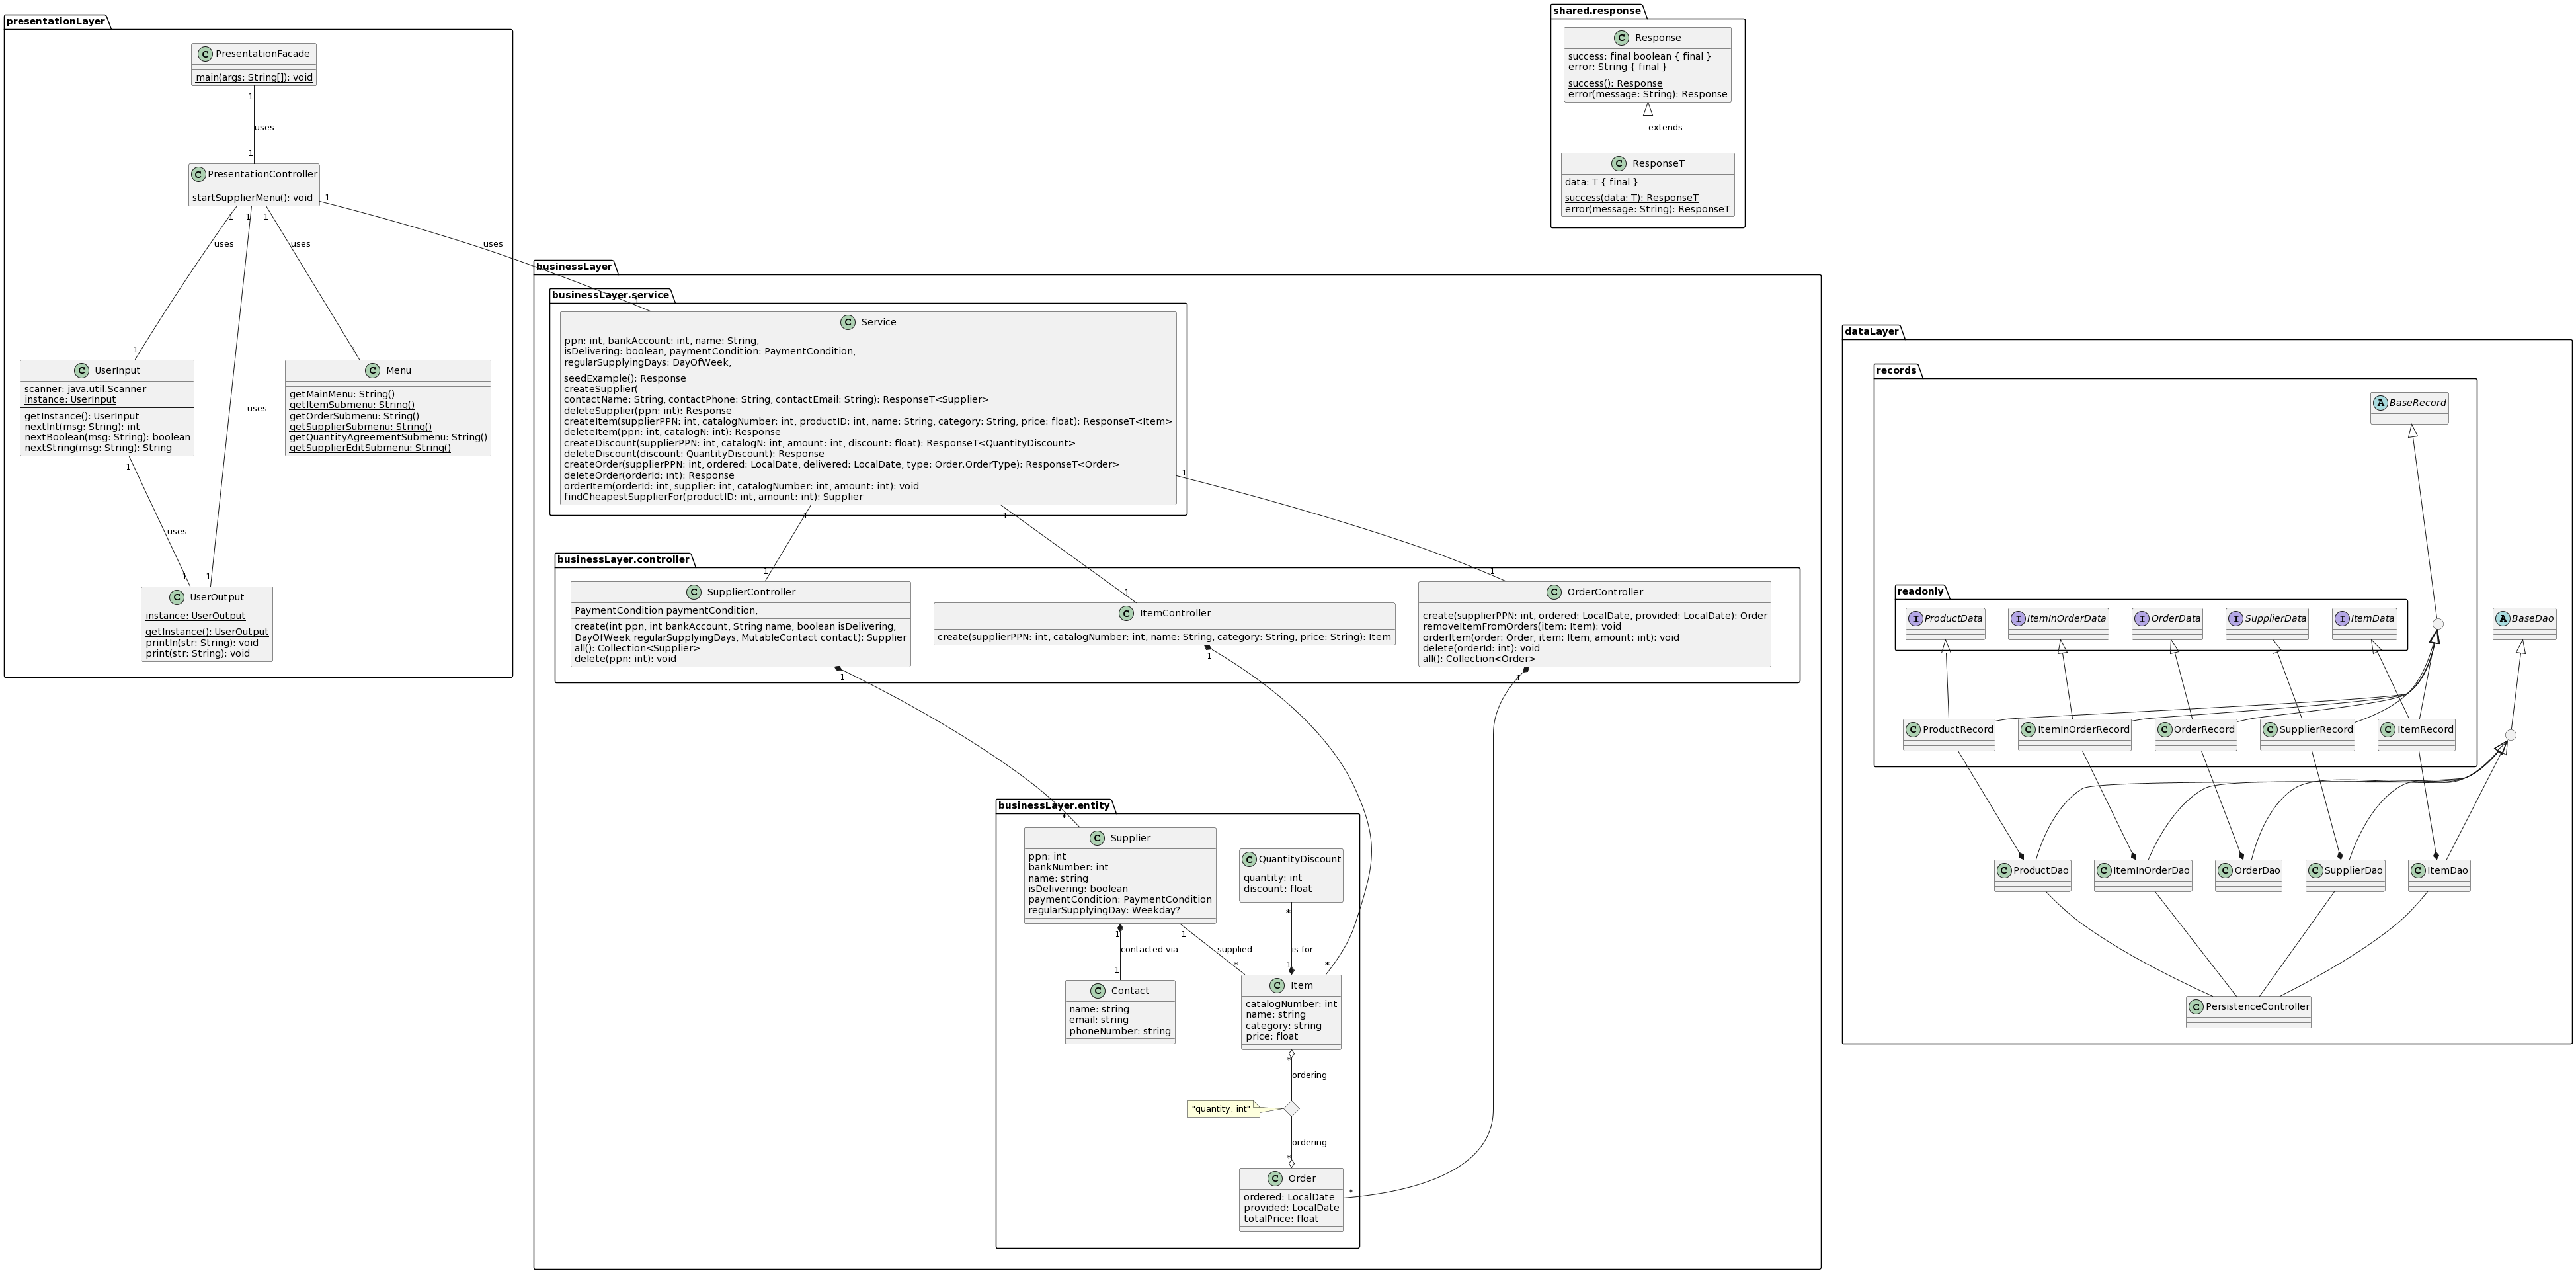 presentationLayer
PresentationFacade
main(args: String[]): void
1
uses
1
PresentationController
startSupplierMenu(): void
1
1
1
1
uses
uses
uses
uses
1
1
1
UserInput
scanner: java.util.Scanner
instance: UserInput
getInstance(): UserInput
nextInt(msg: String): int
nextBoolean(msg: String): boolean
nextString(msg: String): String
Menu
getMainMenu: String()
getItemSubmenu: String()
getOrderSubmenu: String()
getSupplierSubmenu: String()
getQuantityAgreementSubmenu: String()
getSupplierEditSubmenu: String()
1
uses
1
1
UserOutput
instance: UserOutput
getInstance(): UserOutput
println(str: String): void
print(str: String): void
shared.response
Response
success: final boolean { final }
error: String { final }
success(): Response
error(message: String): Response
extends
ResponseT
data: T { final }
success(data: T): ResponseT
error(message: String): ResponseT
businessLayer
businessLayer.service
Service
ppn: int, bankAccount: int, name: String,
isDelivering: boolean, paymentCondition: PaymentCondition,
regularSupplyingDays: DayOfWeek,
seedExample(): Response
createSupplier(
contactName: String, contactPhone: String, contactEmail: String): ResponseT<Supplier>
deleteSupplier(ppn: int): Response
createItem(supplierPPN: int, catalogNumber: int, productID: int, name: String, category: String, price: float): ResponseT<Item>
deleteItem(ppn: int, catalogN: int): Response
createDiscount(supplierPPN: int, catalogN: int, amount: int, discount: float): ResponseT<QuantityDiscount>
deleteDiscount(discount: QuantityDiscount): Response
createOrder(supplierPPN: int, ordered: LocalDate, delivered: LocalDate, type: Order.OrderType): ResponseT<Order>
deleteOrder(orderId: int): Response
orderItem(orderId: int, supplier: int, catalogNumber: int, amount: int): void
findCheapestSupplierFor(productID: int, amount: int): Supplier
1
1
1
1
1
1
businessLayer.controller
SupplierController
PaymentCondition paymentCondition,
create(int ppn, int bankAccount, String name, boolean isDelivering,
DayOfWeek regularSupplyingDays, MutableContact contact): Supplier
all(): Collection<Supplier>
delete(ppn: int): void
ItemController
create(supplierPPN: int, catalogNumber: int, name: String, category: String, price: String): Item
OrderController
create(supplierPPN: int, ordered: LocalDate, provided: LocalDate): Order
removeItemFromOrders(item: Item): void
orderItem(order: Order, item: Item, amount: int): void
delete(orderId: int): void
all(): Collection<Order>
1
1
1
businessLayer.entity
*
Supplier
ppn: int
bankNumber: int
name: string
isDelivering: boolean
paymentCondition: PaymentCondition
regularSupplyingDay: Weekday?
QuantityDiscount
quantity: int
discount: float
1
1
*
contacted via
supplied
is for
1
*
1
*
Contact
name: string
email: string
phoneNumber: string
Item
catalogNumber: int
name: string
category: string
price: float
*
ordering
"quantity: int"
ordering
*
Order
ordered: LocalDate
provided: LocalDate
totalPrice: float
*
dataLayer
records
BaseRecord
readonly
ProductData
ItemInOrderData
OrderData
SupplierData
ItemData
BaseDao
ProductRecord
ItemInOrderRecord
OrderRecord
SupplierRecord
ItemRecord
ProductDao
ItemInOrderDao
OrderDao
SupplierDao
ItemDao
PersistenceController